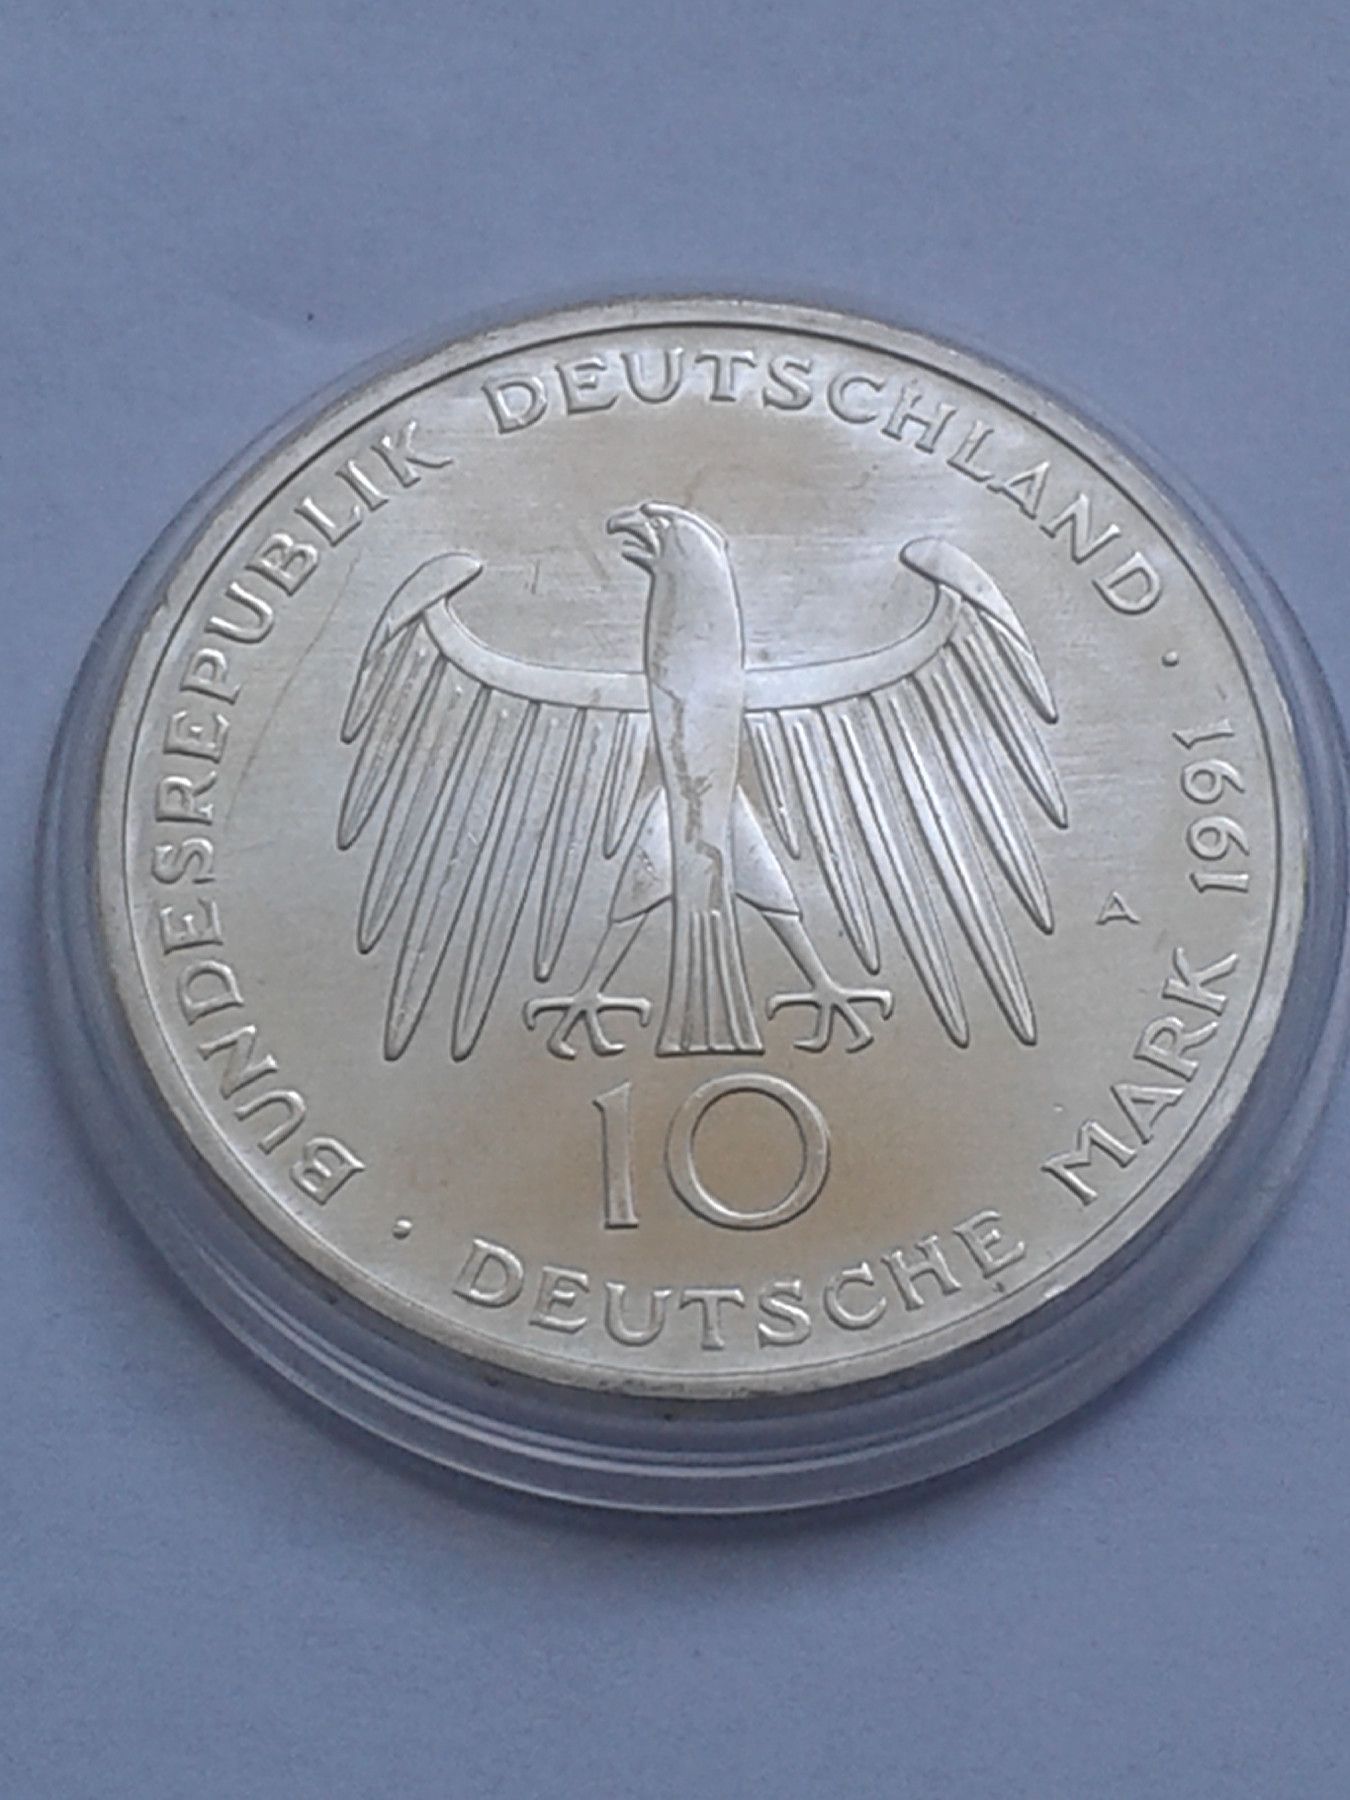 BUNDESREPUBLIK DEUTSCHLAND · 1991
A
10
· DEUTSCHE MARK